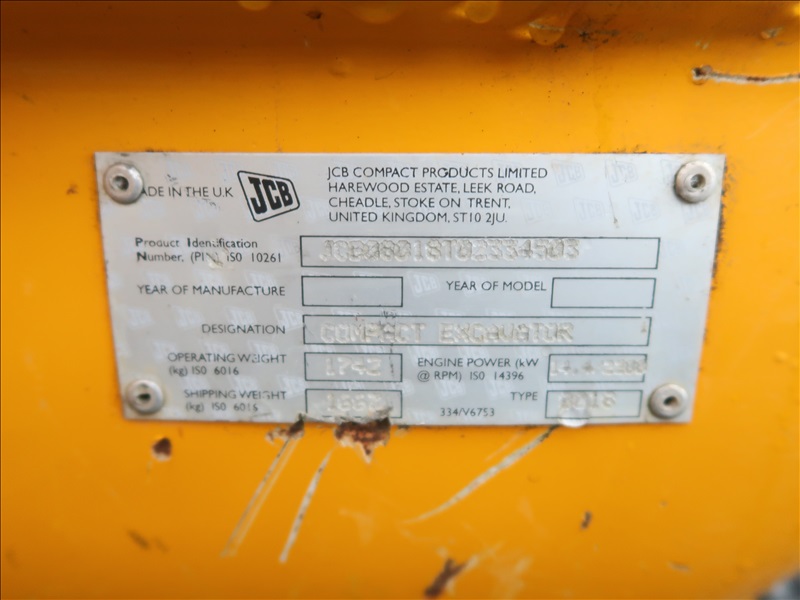 JCB
JCB COMPACT PRODUCTS LIMITED
HAREWOOD ESTATE, LEEK ROAD,
CHEADLE, STOKE ON TRENT,
UNITED KINGDOM, ST10 2JU.
ADE IN THE U.K
Product Identification
Number, (PIN) ISO 10261
YEAR OF MANUFACTURE
YEAR OF MODEL
DESIGNATION
COMPACT EXCAVATOR
OPERATING WEIGHT
(kg) ISO 6016
1742
ENGINE POWER (kW
@ RPM) ISO 14396
SHIPPING WEIGHT
(kg) ISO 6016
TYPE
334/V6753